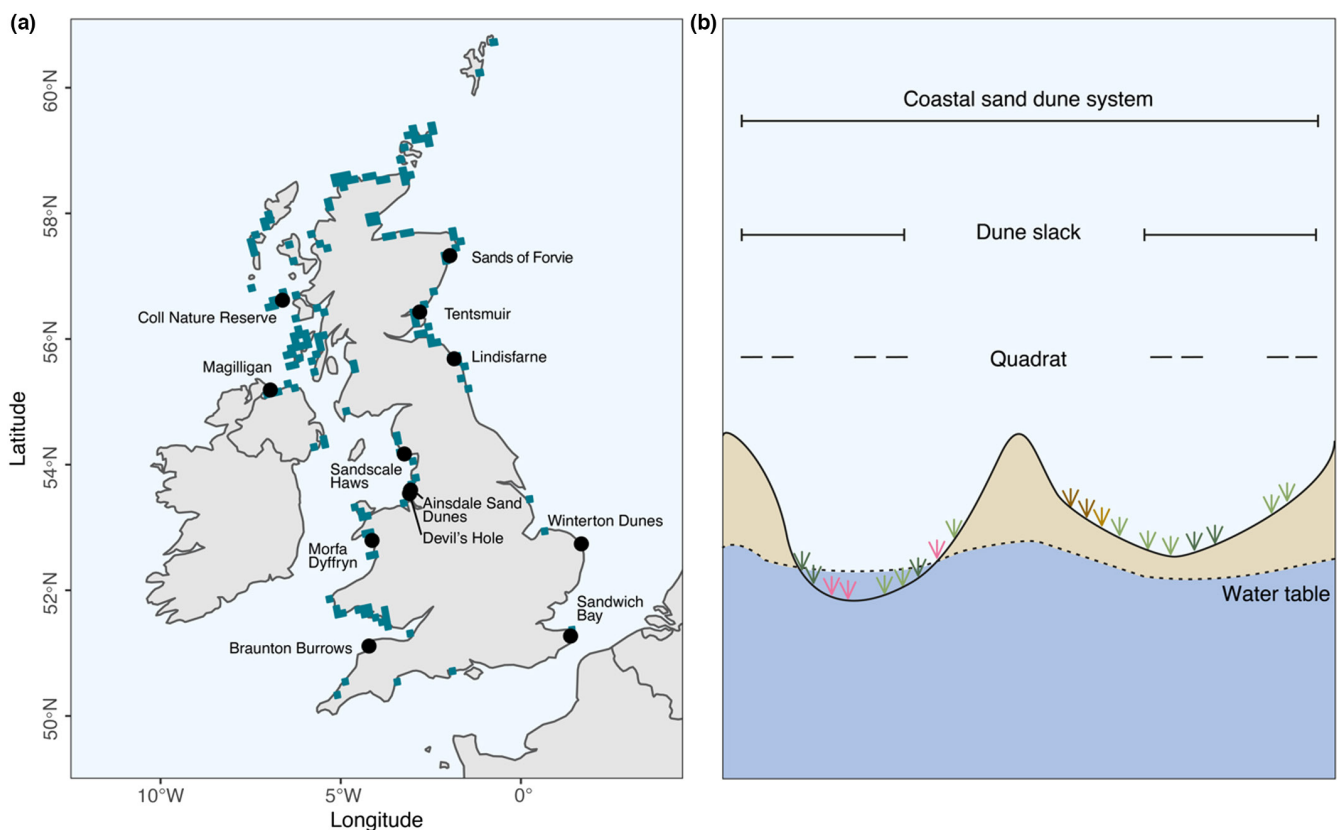 (a)
60°N
58°N
56°N
54°N
52°N
50°N
Latitude
10°W
5°W
0°
Longitude
Sands of Forvie
Coll Nature Reserve
Tentsmuir
Lindisfarne
Magilligan
Sandscale
Haws
Ainsdale Sand
Dunes
Devil's Hole
Winterton Dunes
Morfa
Dyffryn
Sandwich
Bay
Braunton Burrows
(b)
Coastal sand dune system
Dune slack
Quadrat
Water table